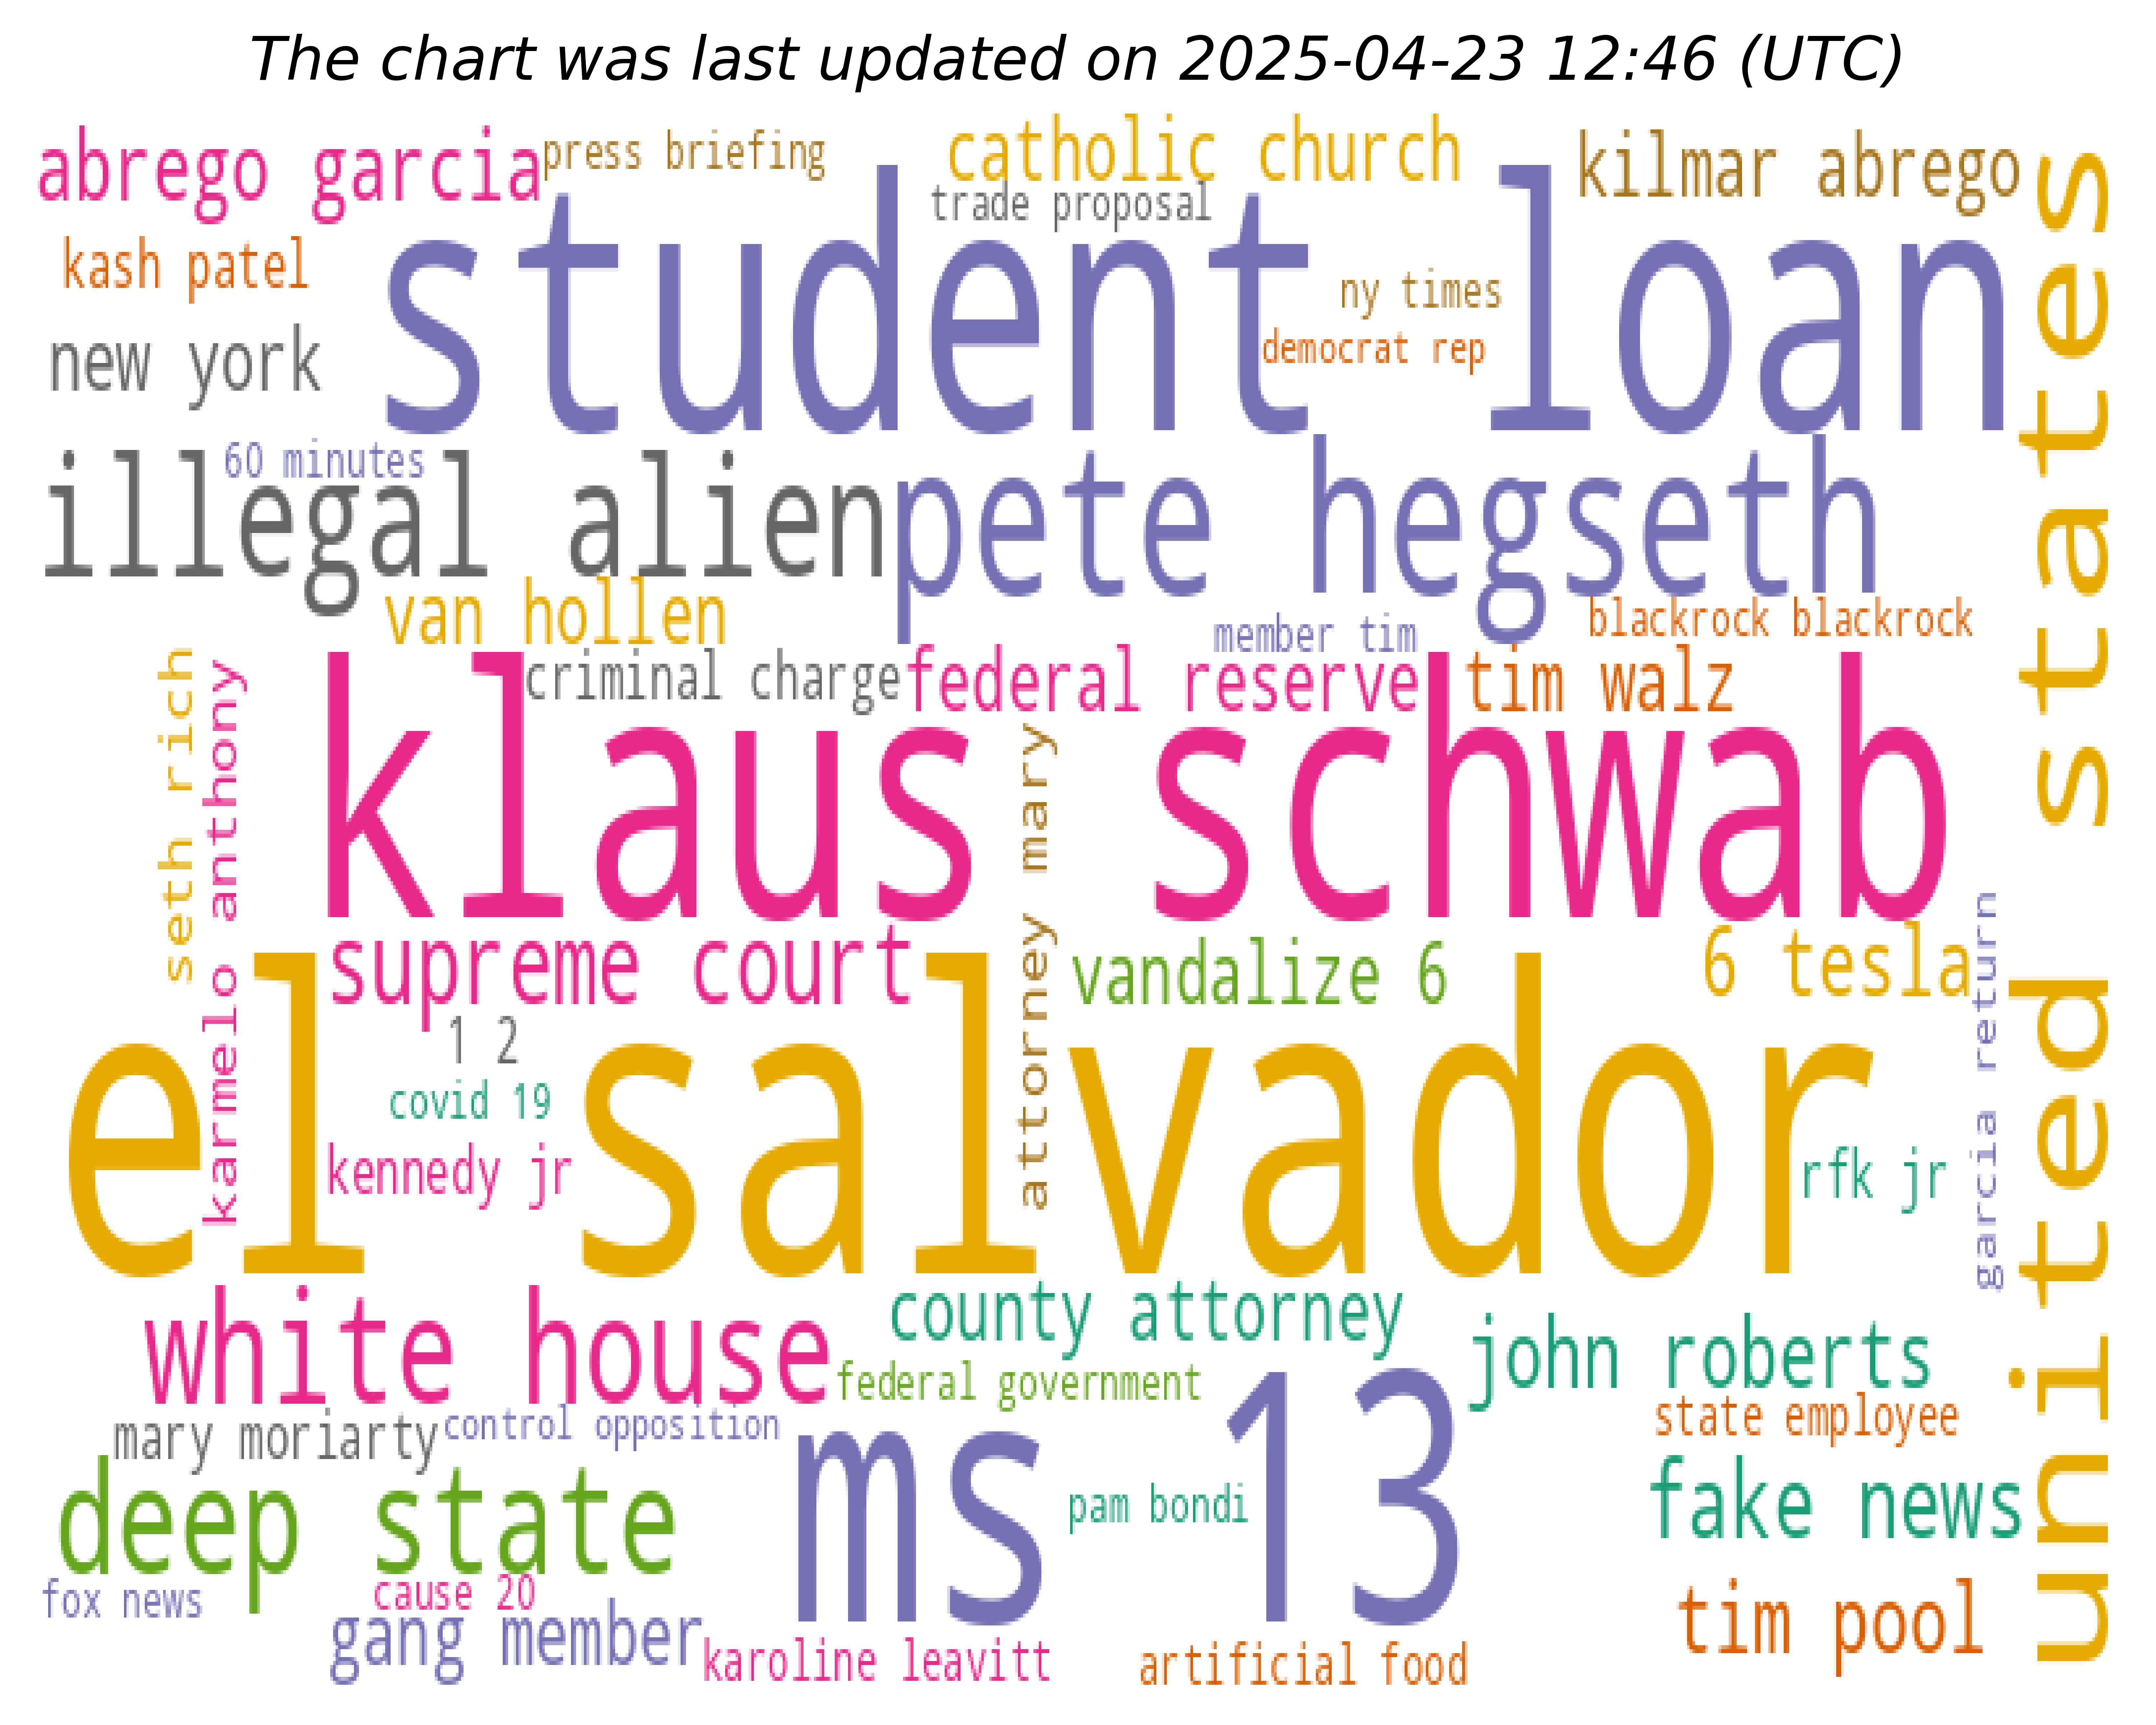 The chart was last updated on 2025-04-23 12:46 (UTC)
abrego garcia
press briefing
catholic church
kilmar abrego
trade proposal
kash patel
student loan
ny times
democrat rep
new york
united states
60 minutes
illegal alien
pete hegseth
van hollen
blackrock blackrock
member tim
criminal charge
federal reserve
tim walz
seth rich
karmelo anthony
klaus schwab
attorney mary
supreme court
vandalize 6
6 tesla
garcia return
1 2
covid 19
el salvador
kennedy jr
rfk jr
white house
county attorney
john roberts
federal government
mary moriarty
control opposition
state employee
ms 13
deep state
pam bondi
fake news
fox news
cause 20
gang member
tim pool
karoline leavitt
artificial food